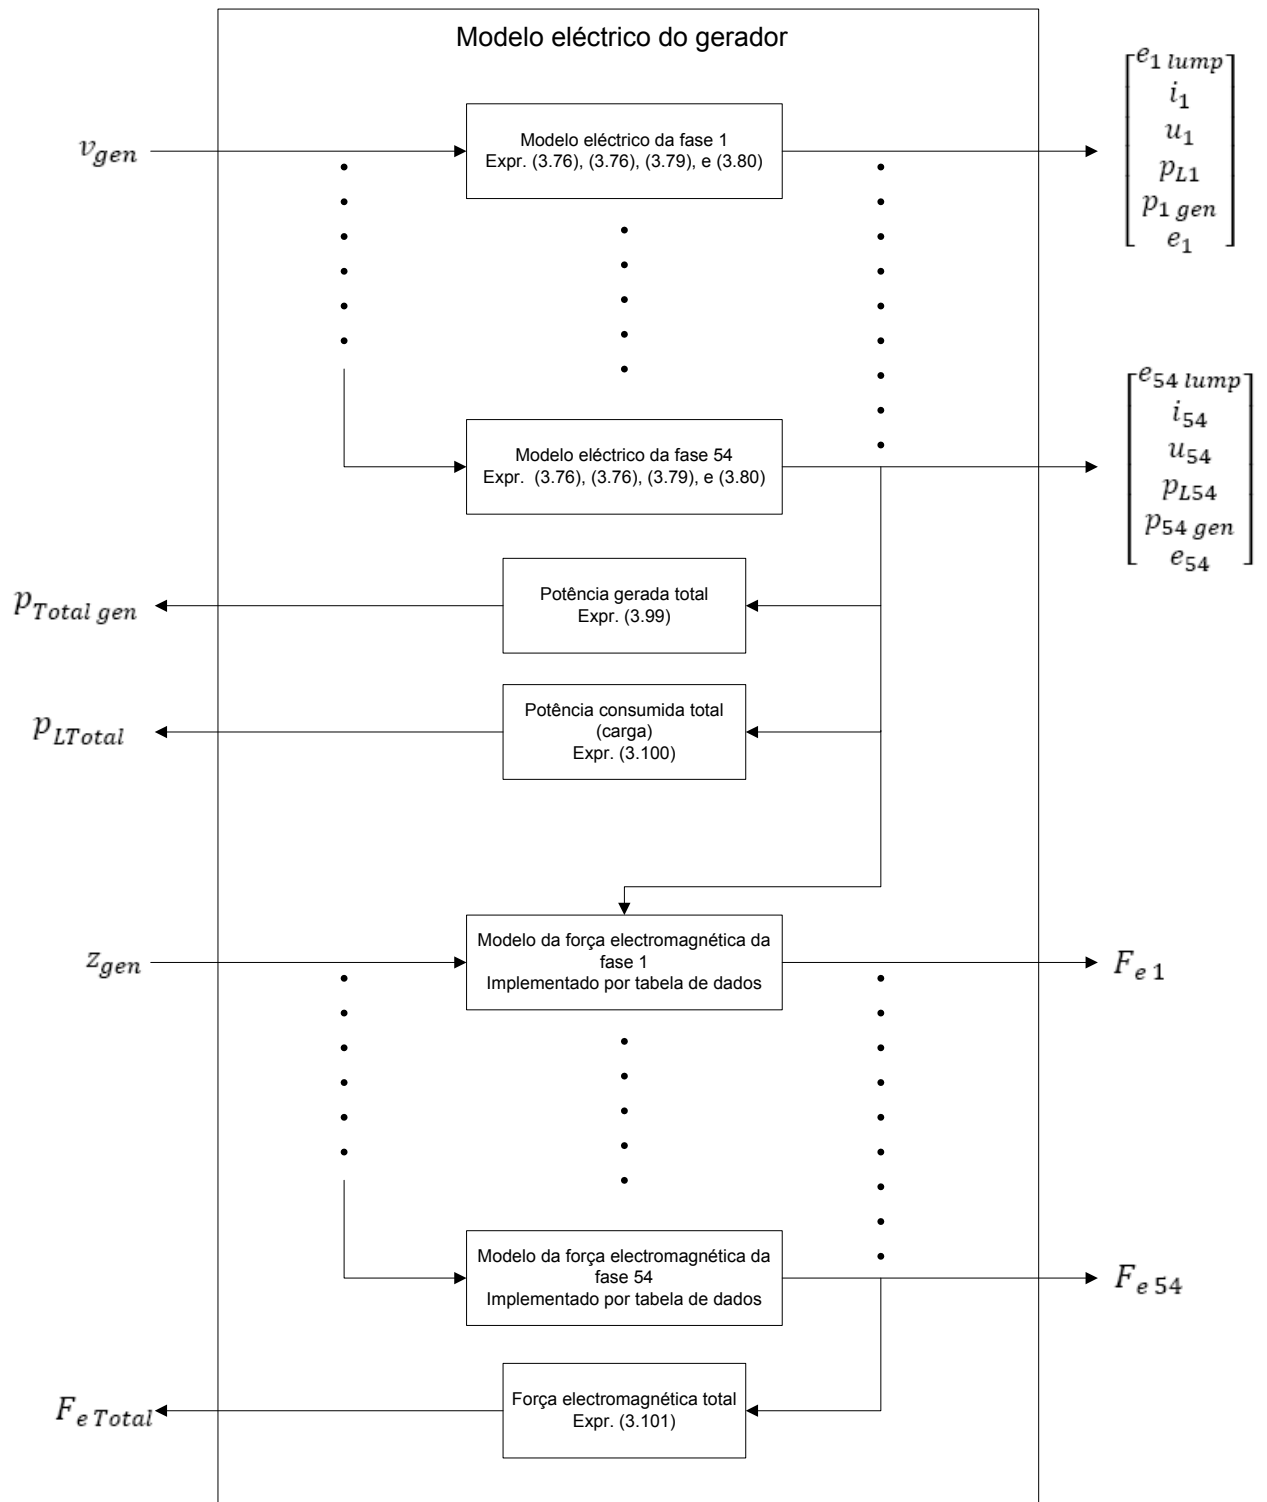 Modelo eléctrico do gerador
v_gen
Modelo eléctrico da fase 1
Expr. (3.76), (3.76), (3.79), e (3.80)
e_1 lump
i_1
u_1
p_L1
p_1 gen
e_1
Modelo eléctrico da fase 54
Expr. (3.76), (3.76), (3.79), e (3.80)
e_54 lump
i_54
u_54
p_L54
p_54 gen
e_54
p_Total gen
Potência gerada total
Expr. (3.99)
p_LTotal
Potência consumida total
(carga)
Expr. (3.100)
z_gen
Modelo da força electromagnética da
fase 1
Implementado por tabela de dados
F_e 1
Modelo da força electromagnética da
fase 54
Implementado por tabela de dados
F_e 54
F_e Total
Força electromagnética total
Expr. (3.101)